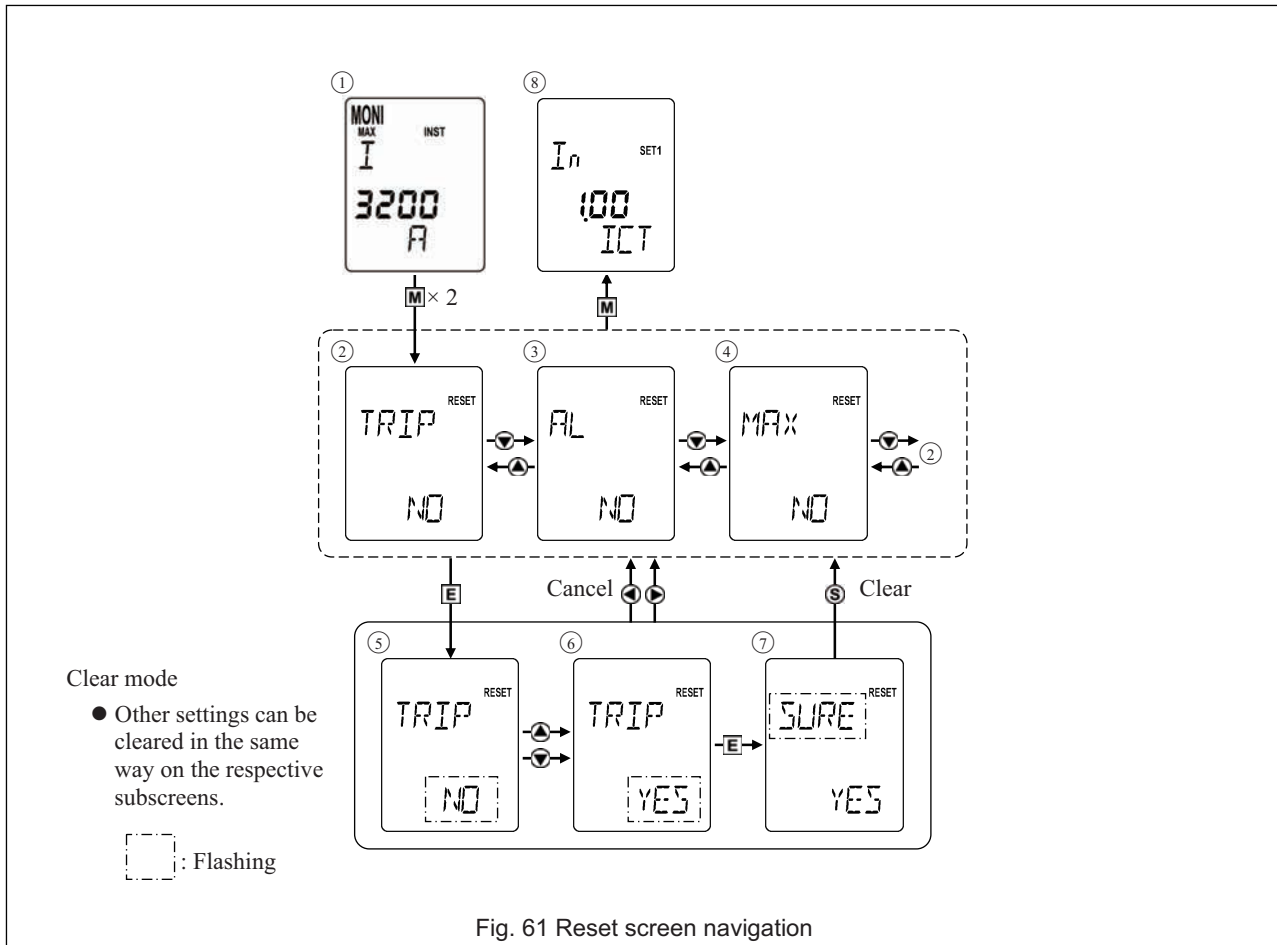 ① ⑧
MONI
MAX INST
I
3200
A
In SET1
1.00
ICT
M × 2
M
② ③ ④
RESET
TRIP
NO
RESET
AL
NO
RESET
MAX
NO
②
E
Cancel
S Clear
⑤ ⑥ ⑦
RESET
TRIP
NO
RESET
TRIP
YES
E
RESET
SURE
YES
Clear mode
● Other settings can be
cleared in the same
way on the respective
subscreens.
: Flashing
Fig. 61 Reset screen navigation